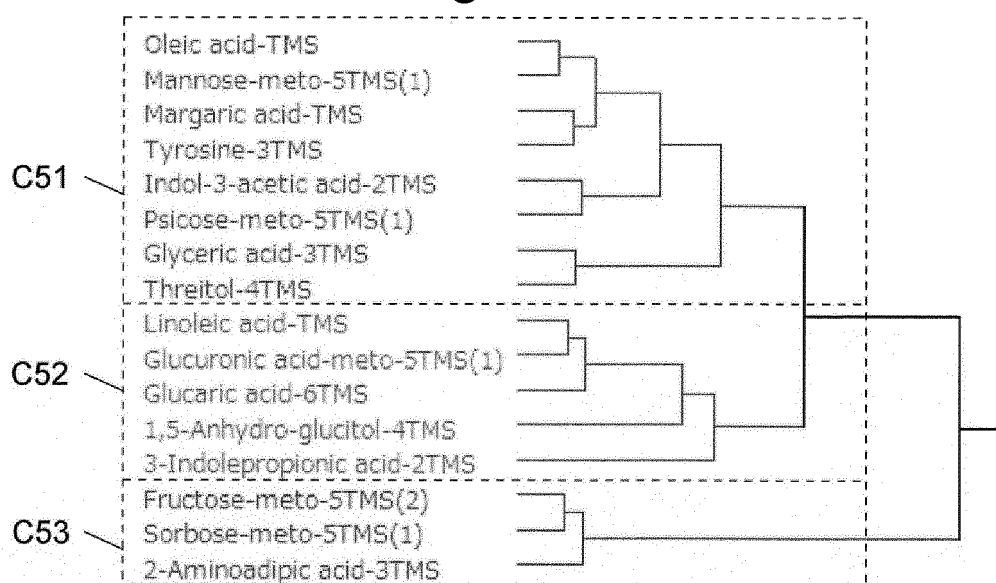 Oleic acid-TMS
Mannose-meto-5TMS(1)
Margaric acid-TMS
Tyrosine-3TMS
C51
Indol-3-acetic acid-2TMS
Psicose-meto-5TMS(1)
Glyceric acid-3TMS
Threitol-4TMS
Linoleic acid-TMS
Glucuronic acid-meto-5TMS(1)
C52
Glucaric acid-6TMS
1,5-Anhydro-glucitol-4TMS
3-Indolepropionic acid-2TMS
Fructose-meto-5TMS(2)
C53
Sorbose-meto-5TMS(1)
2-Aminoadipic acid-3TMS